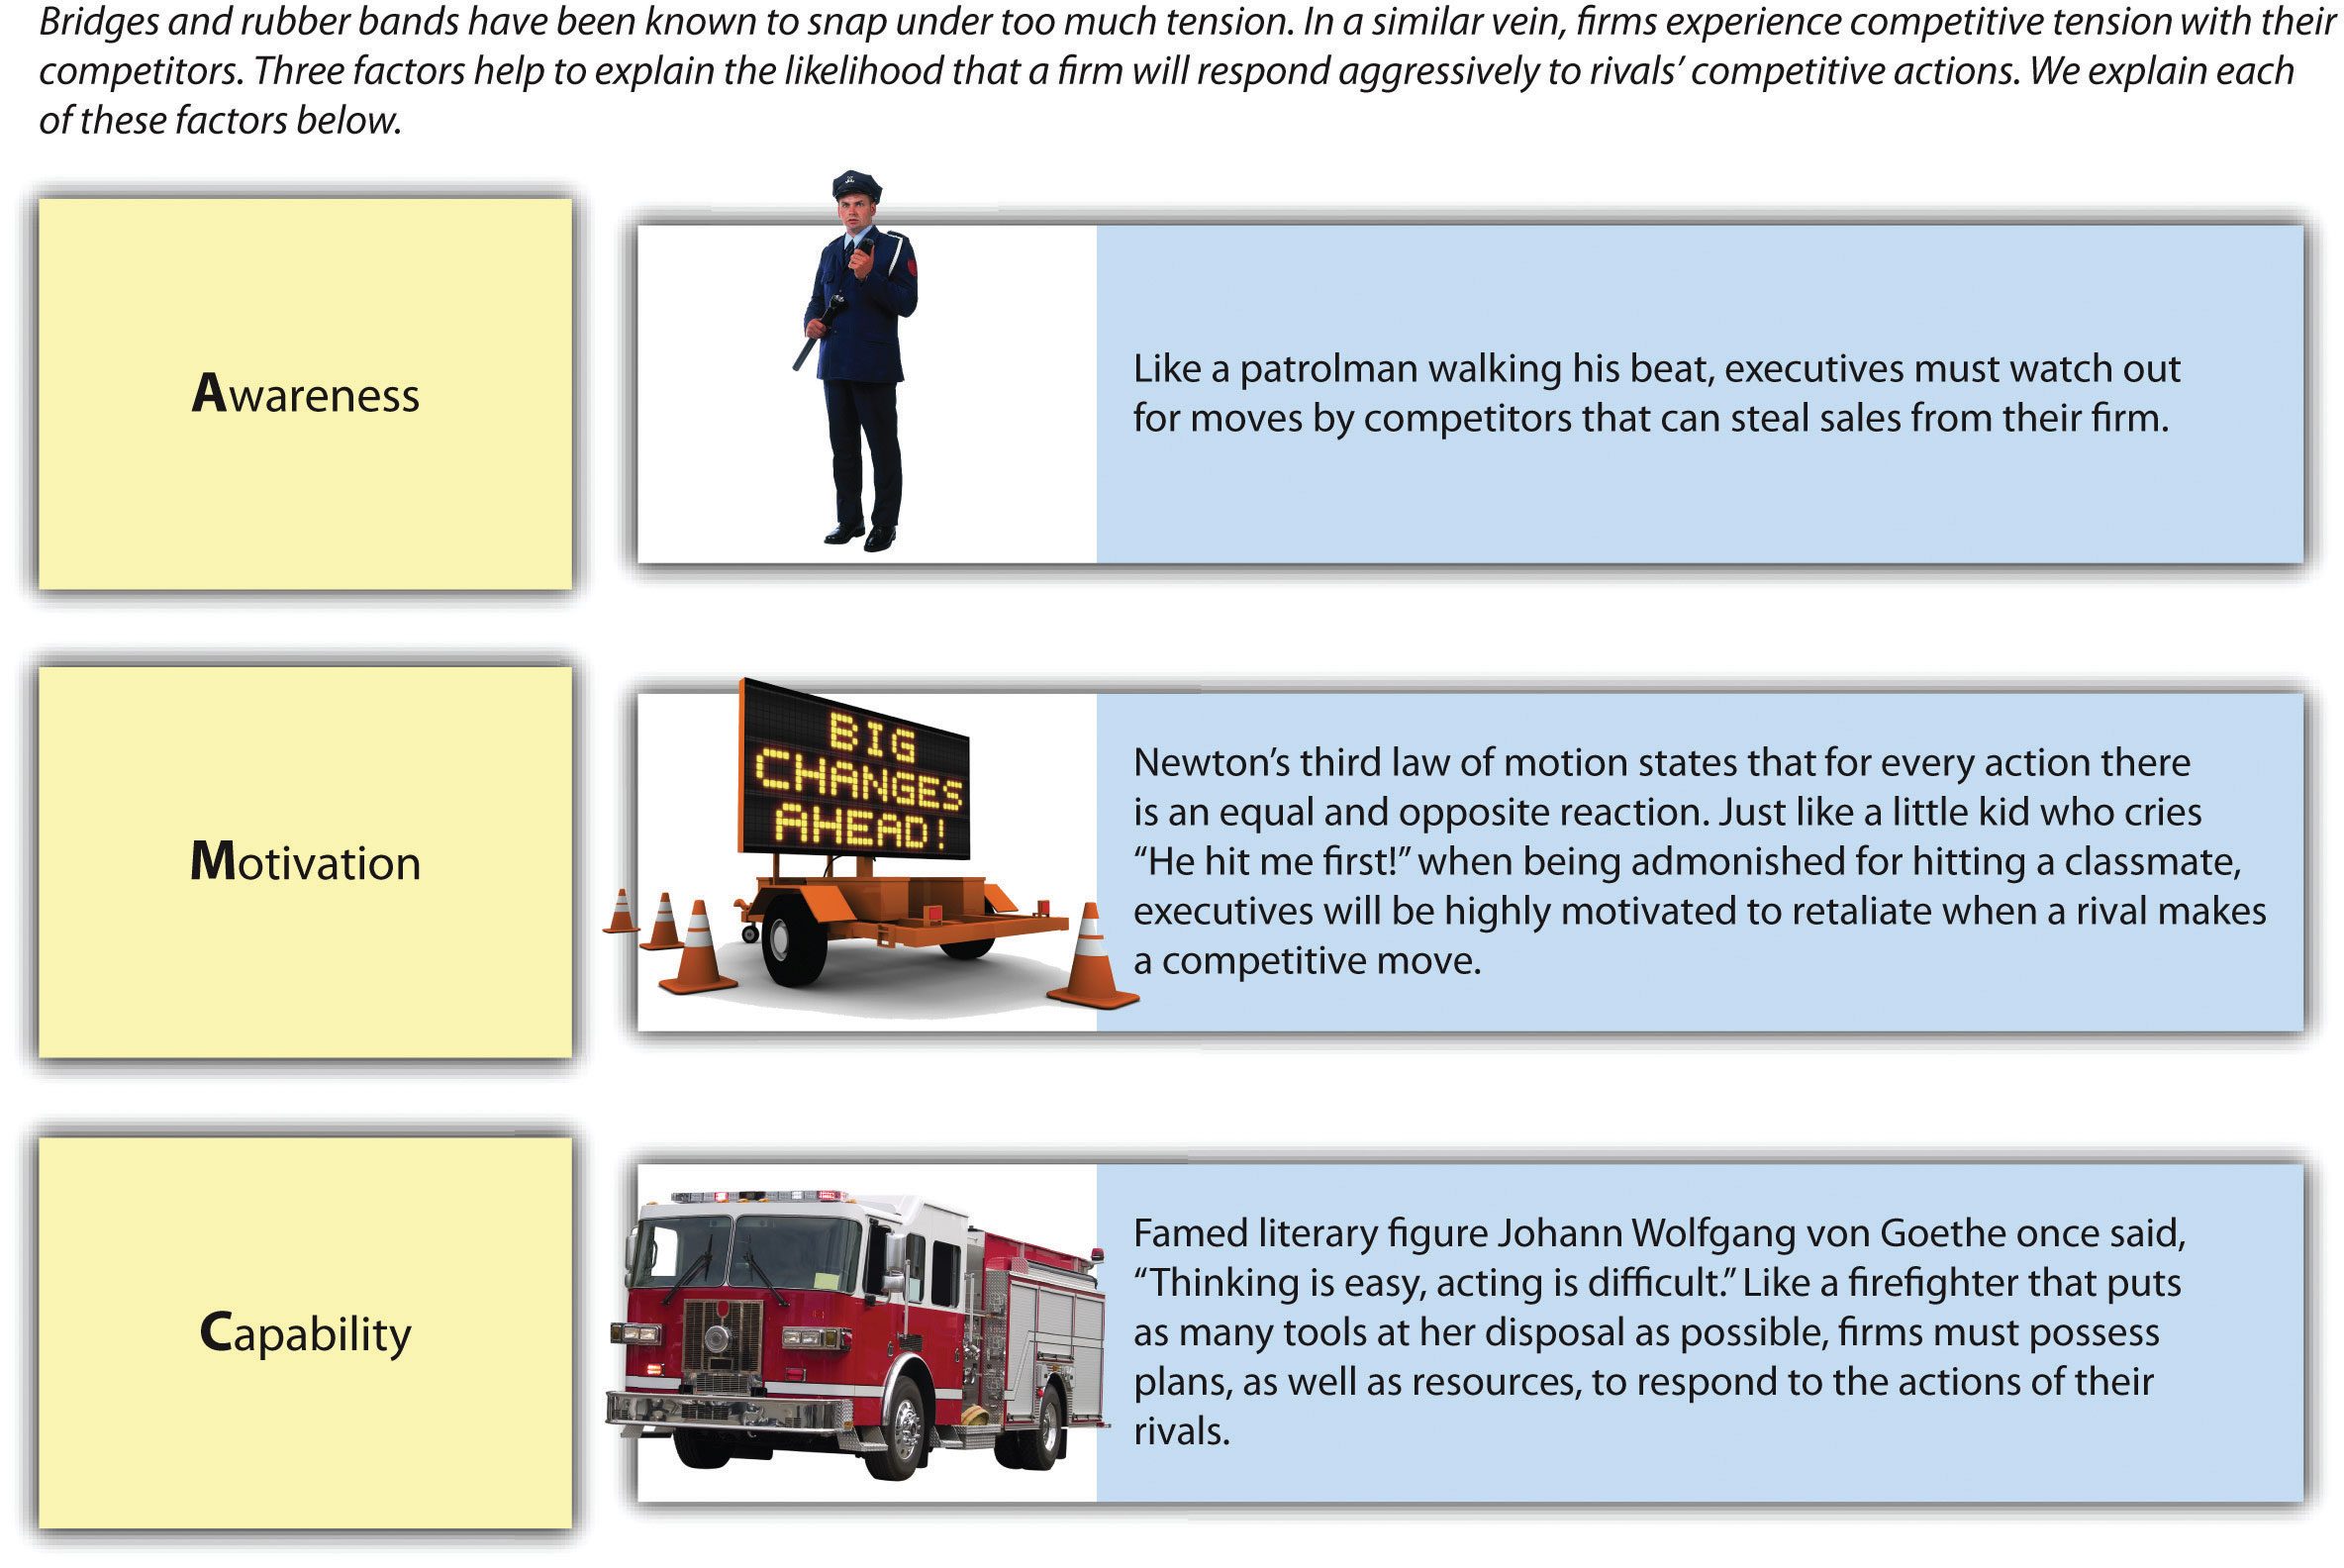 Bridges and rubber bands have been known to snap under too much tension. In a similar vein, firms experience competitive tension with their
competitors. Three factors help to explain the likelihood that a firm will respond aggressively to rivals’ competitive actions. We explain each
of these factors below.
Awareness
Like a patrolman walking his beat, executives must watch out
for moves by competitors that can steal sales from their firm.
Motivation
BIG
CHANGES
AHEAD!
Newton’s third law of motion states that for every action there
is an equal and opposite reaction. Just like a little kid who cries
“He hit me first!” when being admonished for hitting a classmate,
executives will be highly motivated to retaliate when a rival makes
a competitive move.
Capability
Famed literary figure Johann Wolfgang von Goethe once said,
“Thinking is easy, acting is difficult.” Like a firefighter that puts
as many tools at her disposal as possible, firms must possess
plans, as well as resources, to respond to the actions of their
rivals.